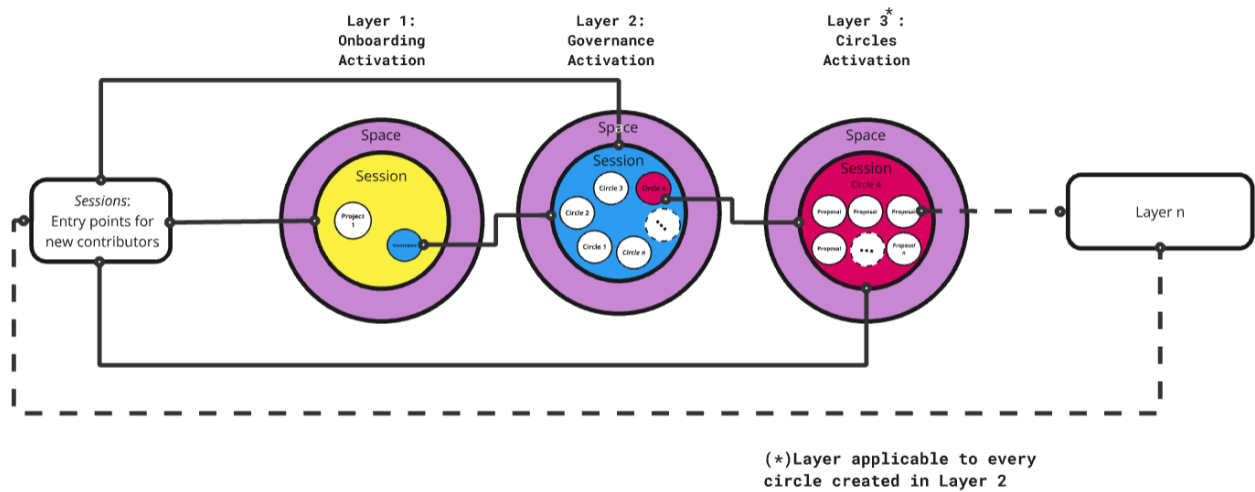 Layer 1:
Onboarding
Activation
Layer 2:
Governance
Activation
Layer 3* :
Circles
Activation
Sessions:
Entry points for
new contributors
Space
Session
Project
1
Space
Session
Circle 3
Circle 4
Circle 2
...
Circle 1
Circle n
Space
Session
Circle 4
Proposal
Proposal
Proposal
Proposal
...
Proposal
n
Layer n
(*)Layer applicable to every
circle created in Layer 2